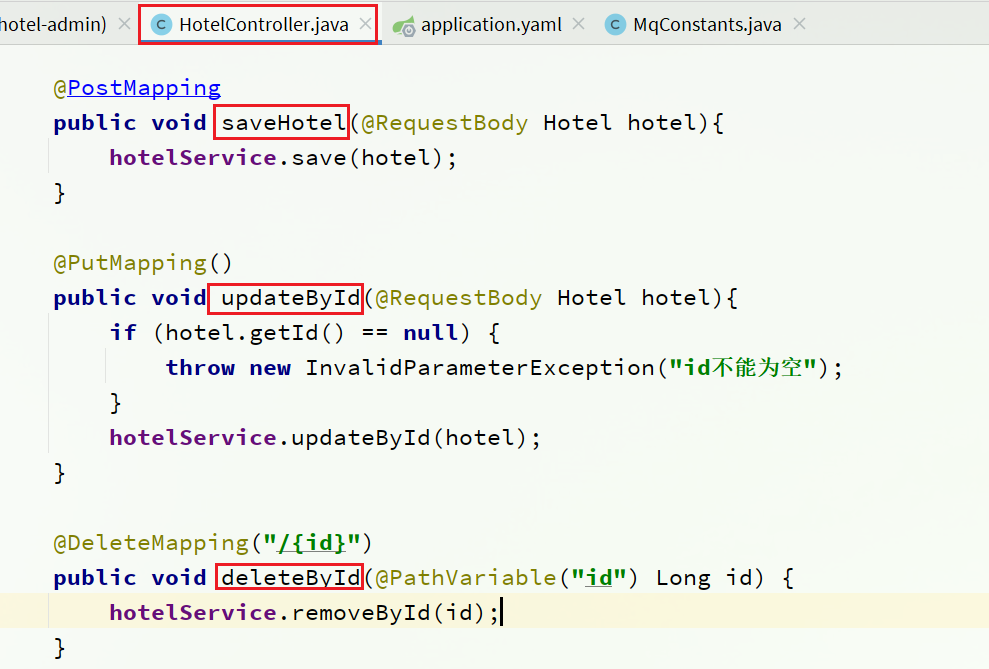 hotel-admin) × C HotelController.java × application.yaml × C MqConstants.java ×
@PostMapping
public void saveHotel(@RequestBody Hotel hotel){
    hotelService.save(hotel);
}
@PutMapping()
public void updateById(@RequestBody Hotel hotel){
    if (hotel.getId() == null) {
        throw new InvalidParameterException("id不能为空");
    }
    hotelService.updateById(hotel);
}
@DeleteMapping("/{id}")
public void deleteById(@PathVariable("id") Long id) {
    hotelService.removeById(id);
}